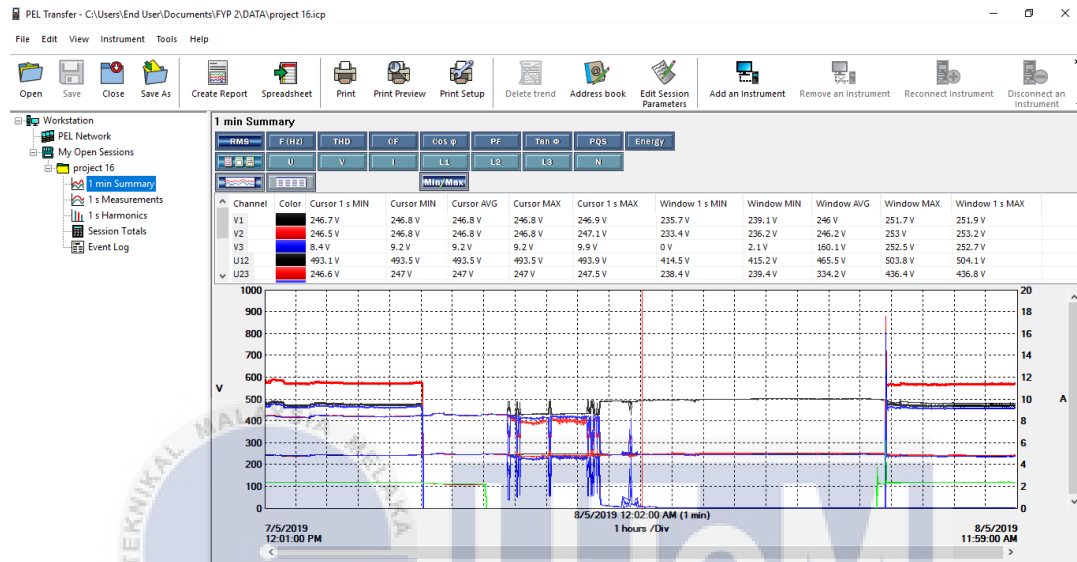 PEL Transfer - C:\Users\End User\Documents\FYP 2\DATA\project 16.icp
File Edit View Instrument Tools Help
Open Save Close Save As Create Report Spreadsheet Print Print Preview Print Setup Delete trend Address book Edit Session Parameters Add an Instrument Remove an Instrument Reconnect Instrument Disconnect an Instrument
Workstation
PEL Network
My Open Sessions
project 16
1 min Summary
1 s Measurements
1 s Harmonics
Session Totals
Event Log
1 min Summary
RMS F (Hz) THD CF Cos φ PF Tan Φ PQS Energy
U V I L1 L2 L3 N
Min/Max
Channel Color Cursor 1 s MIN Cursor MIN Cursor AVG Cursor MAX Cursor 1 s MAX Window 1 s MIN Window MIN Window AVG Window MAX Window 1 s MAX
V1 246.7 V 246.8 V 246.8 V 246.8 V 246.9 V 235.7 V 239.1 V 246 V 251.7 V 251.9 V
V2 246.5 V 246.8 V 246.8 V 246.8 V 247.1 V 233.4 V 236.2 V 246.2 V 253 V 253.2 V
V3 8.4 V 9.2 V 9.2 V 9.2 V 9.9 V 0 V 2.1 V 160.1 V 252.5 V 252.7 V
U12 493.1 V 493.5 V 493.5 V 493.5 V 493.9 V 414.5 V 415.2 V 465.5 V 503.8 V 504.1 V
U23 246.6 V 247 V 247 V 247 V 247.5 V 238.4 V 239.4 V 334.2 V 436.4 V 436.8 V
1000 20
900 18
800 16
700 14
600 12
V
500 10
A
400 8
300 6
200 4
100 2
0 0
8/5/2019 12:02:00 AM (1 min)
7/5/2019 1 hours /Div 8/5/2019
12:01:00 PM 11:59:00 AM
TEKNIKAL MALAYSIA MELAKA
UTeM